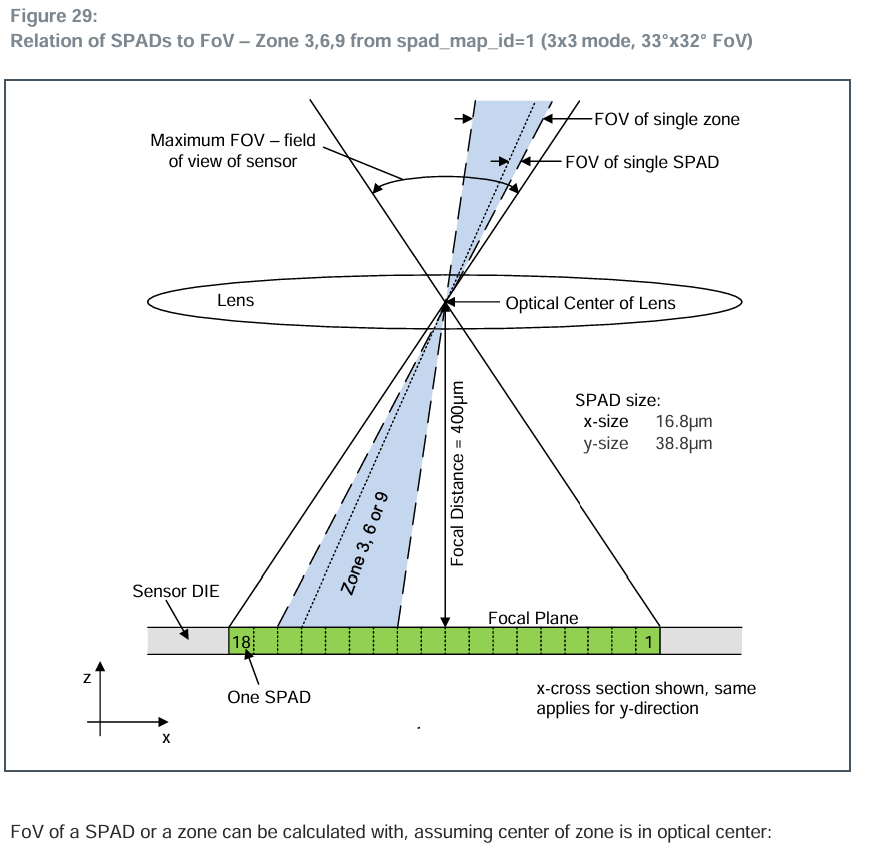 Figure 29:
Relation of SPADs to FoV – Zone 3,6,9 from spad_map_id=1 (3x3 mode, 33°x32° FoV)
Maximum FOV – field
of view of sensor
FOV of single zone
FOV of single SPAD
Lens
Optical Center of Lens
Focal Distance = 400µm
SPAD size:
x-size 16.8µm
y-size 38.8µm
Zone 3, 6 or 9
Sensor DIE
Focal Plane
18
1
One SPAD
z
x
x-cross section shown, same
applies for y-direction
FoV of a SPAD or a zone can be calculated with, assuming center of zone is in optical center: